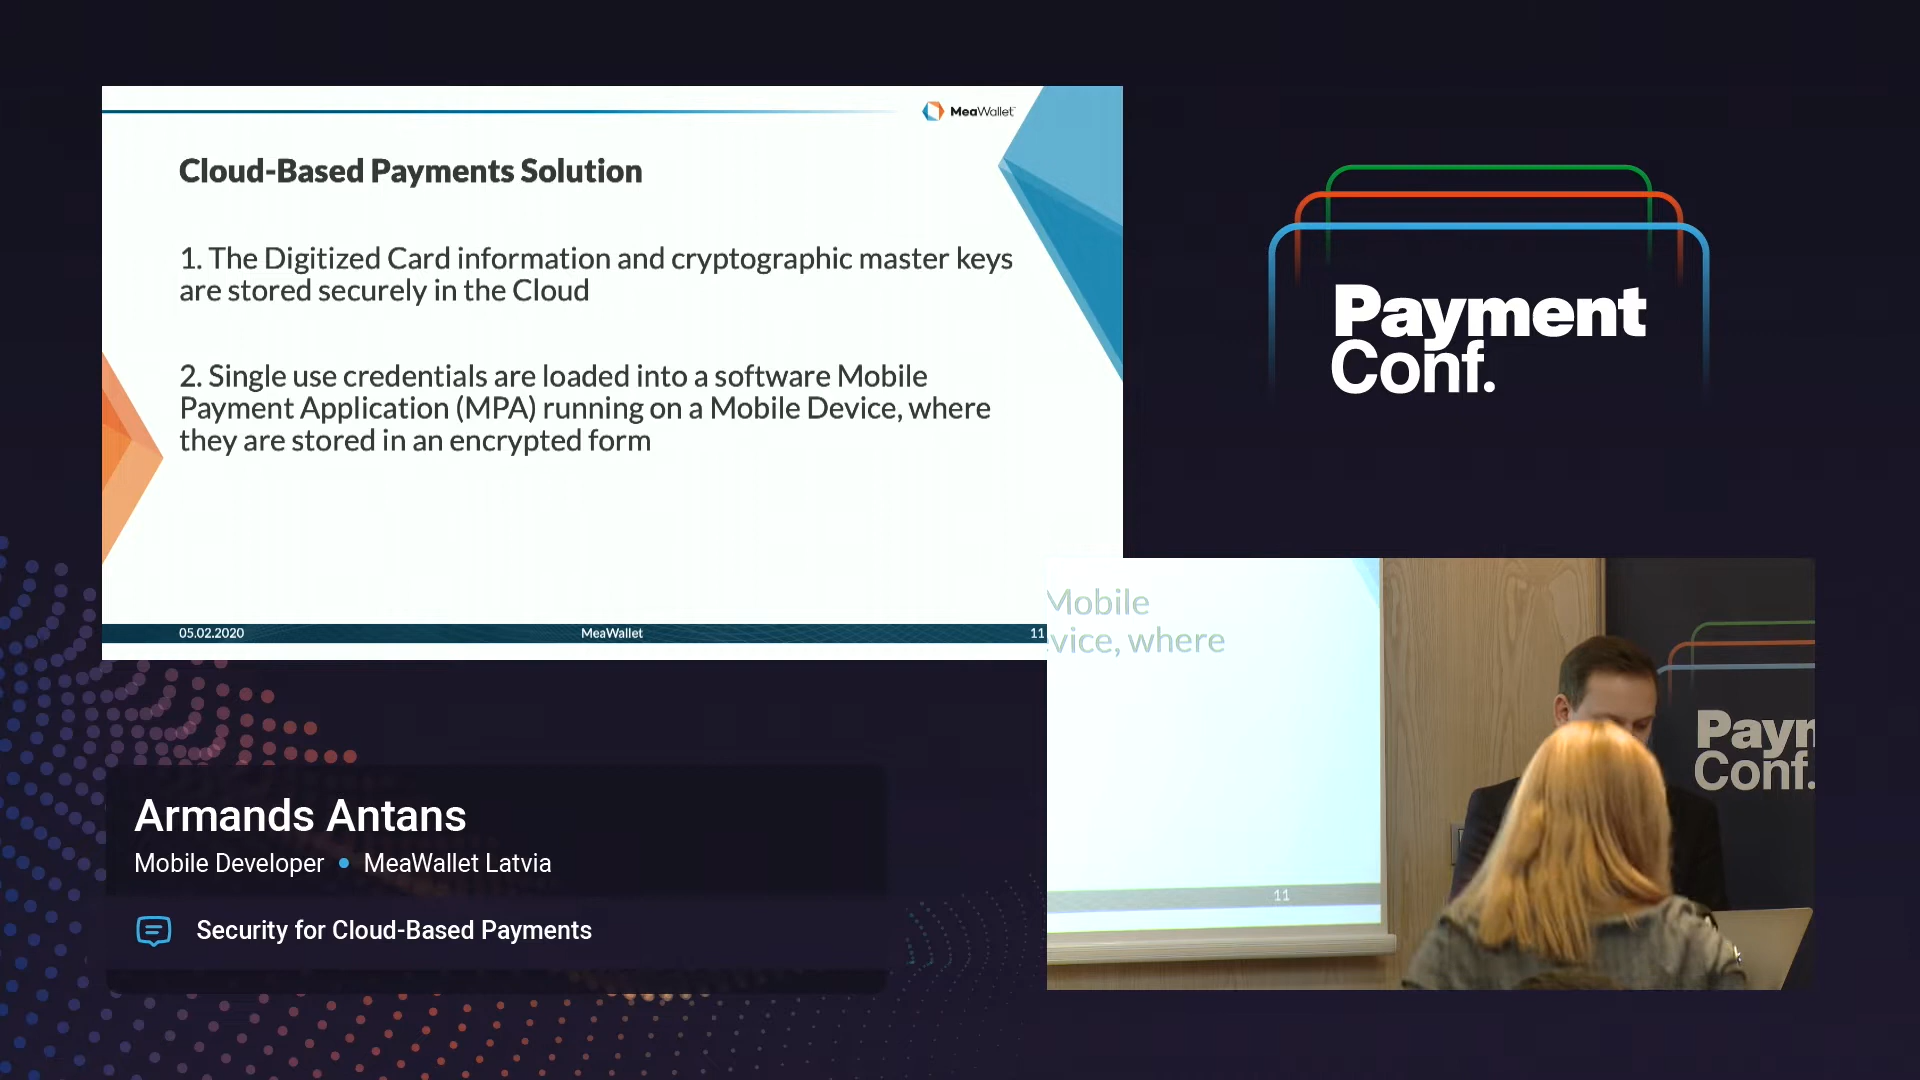 MeaWallet
Cloud-Based Payments Solution
1. The Digitized Card information and cryptographic master keys
are stored securely in the Cloud
2. Single use credentials are loaded into a software Mobile
Payment Application (MPA) running on a Mobile Device, where
they are stored in an encrypted form
05.02.2020
MeaWallet
11
Payment
Conf.
Mobile
vice, where
11
Payn
Conf.
Armands Antans
Mobile Developer • MeaWallet Latvia
Security for Cloud-Based Payments